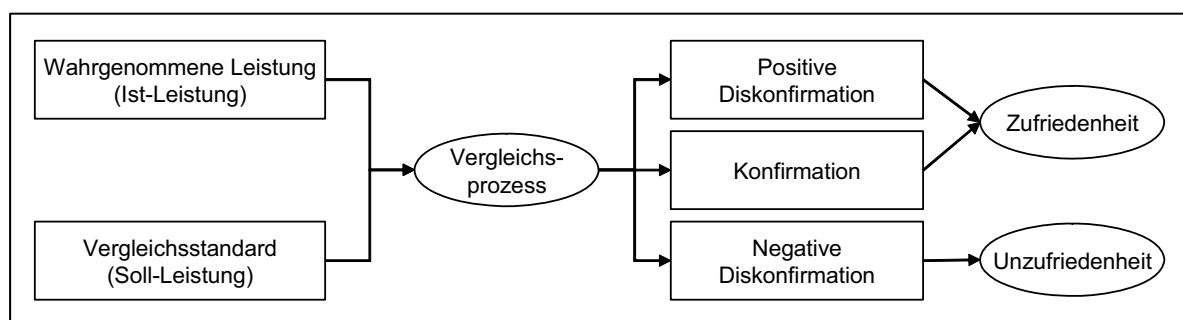 Wahrgenommene Leistung
(Ist-Leistung)
Vergleichsstandard
(Soll-Leistung)
Vergleichs-
prozess
Positive
Diskonfirmation
Konfirmation
Negative
Diskonfirmation
Zufriedenheit
Unzufriedenheit